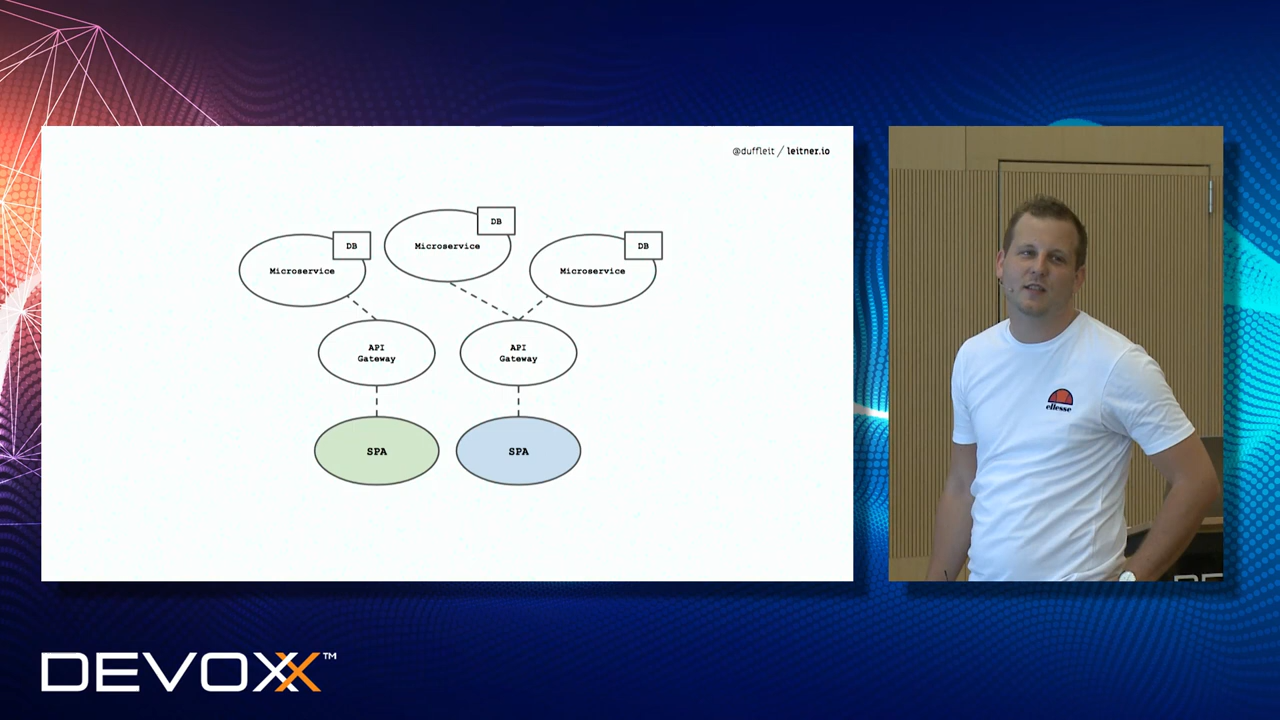 @duffleit / leitner.io
DB
Microservice
DB
Microservice
DB
Microservice
API
Gateway
API
Gateway
SPA
SPA
ellesse
DEVOXX™